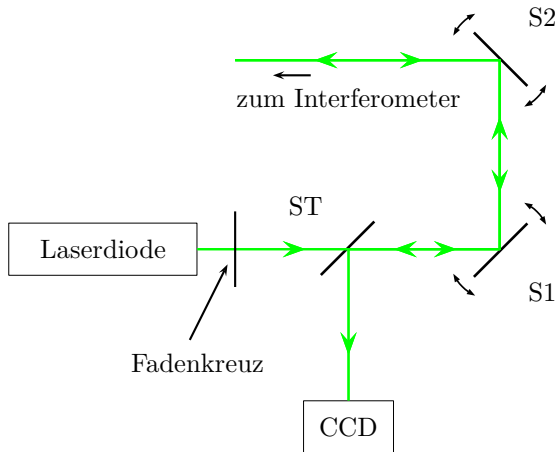 S2
zum Interferometer
ST
Laserdiode
S1
Fadenkreuz
CCD